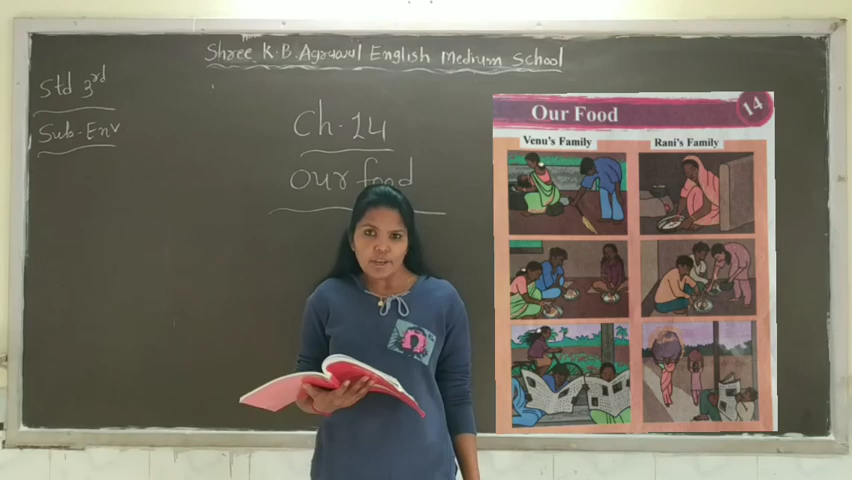 Shree K.B.Agrawal English Medium School
Std 3rd
Sub-Env
Ch.14
Our food
Our Food
14
Venu's Family
Rani's Family